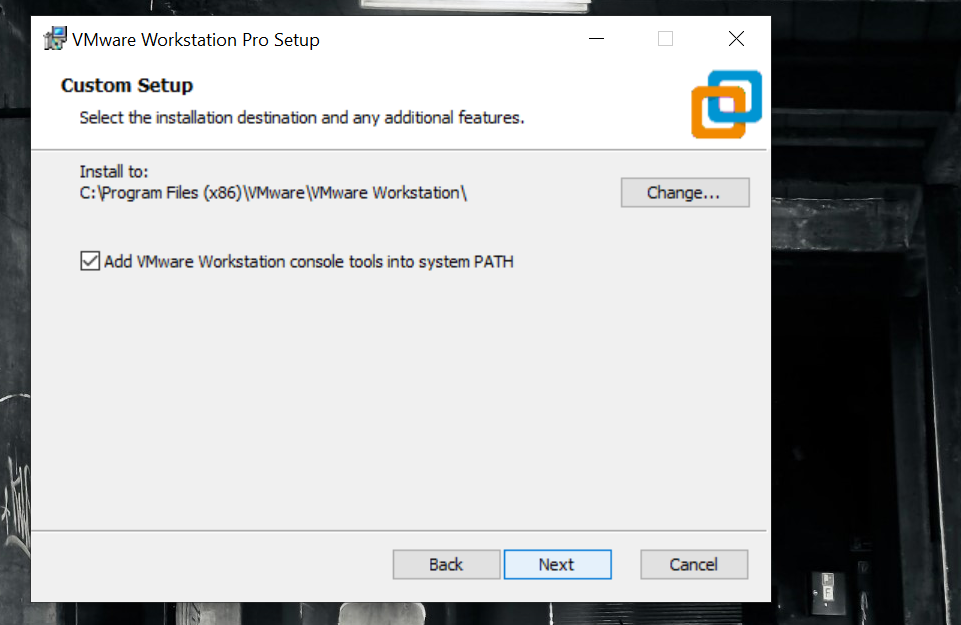 VMware Workstation Pro Setup
Custom Setup
Select the installation destination and any additional features.
Install to:
C:\Program Files (x86)\VMware\VMware Workstation\
Change...
Add VMware Workstation console tools into system PATH
Back
Next
Cancel